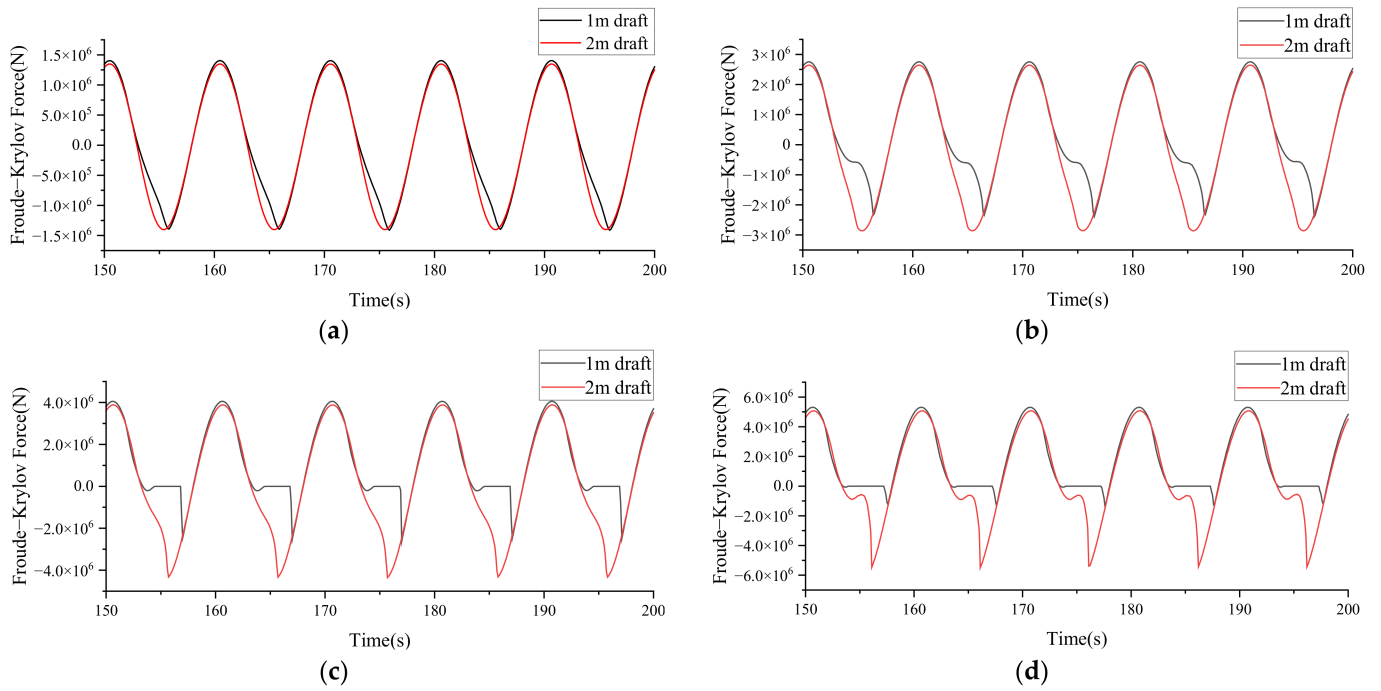 1m draft
2m draft
Froude−Krylov Force(N)
1.5×10⁶
1.0×10⁶
5.0×10⁵
0.0
−5.0×10⁵
−1.0×10⁶
−1.5×10⁶
150 160 170 180 190 200
Time(s)
(a)
1m draft
2m draft
Froude−Krylov Force(N)
3×10⁶
2×10⁶
1×10⁶
0
−1×10⁶
−2×10⁶
−3×10⁶
150 160 170 180 190 200
Time(s)
(b)
1m draft
2m draft
Froude−Krylov Force(N)
4.0×10⁶
2.0×10⁶
0.0
−2.0×10⁶
−4.0×10⁶
150 160 170 180 190 200
Time(s)
(c)
1m draft
2m draft
Froude−Krylov Force(N)
6.0×10⁶
4.0×10⁶
2.0×10⁶
0.0
−2.0×10⁶
−4.0×10⁶
−6.0×10⁶
150 160 170 180 190 200
Time(s)
(d)